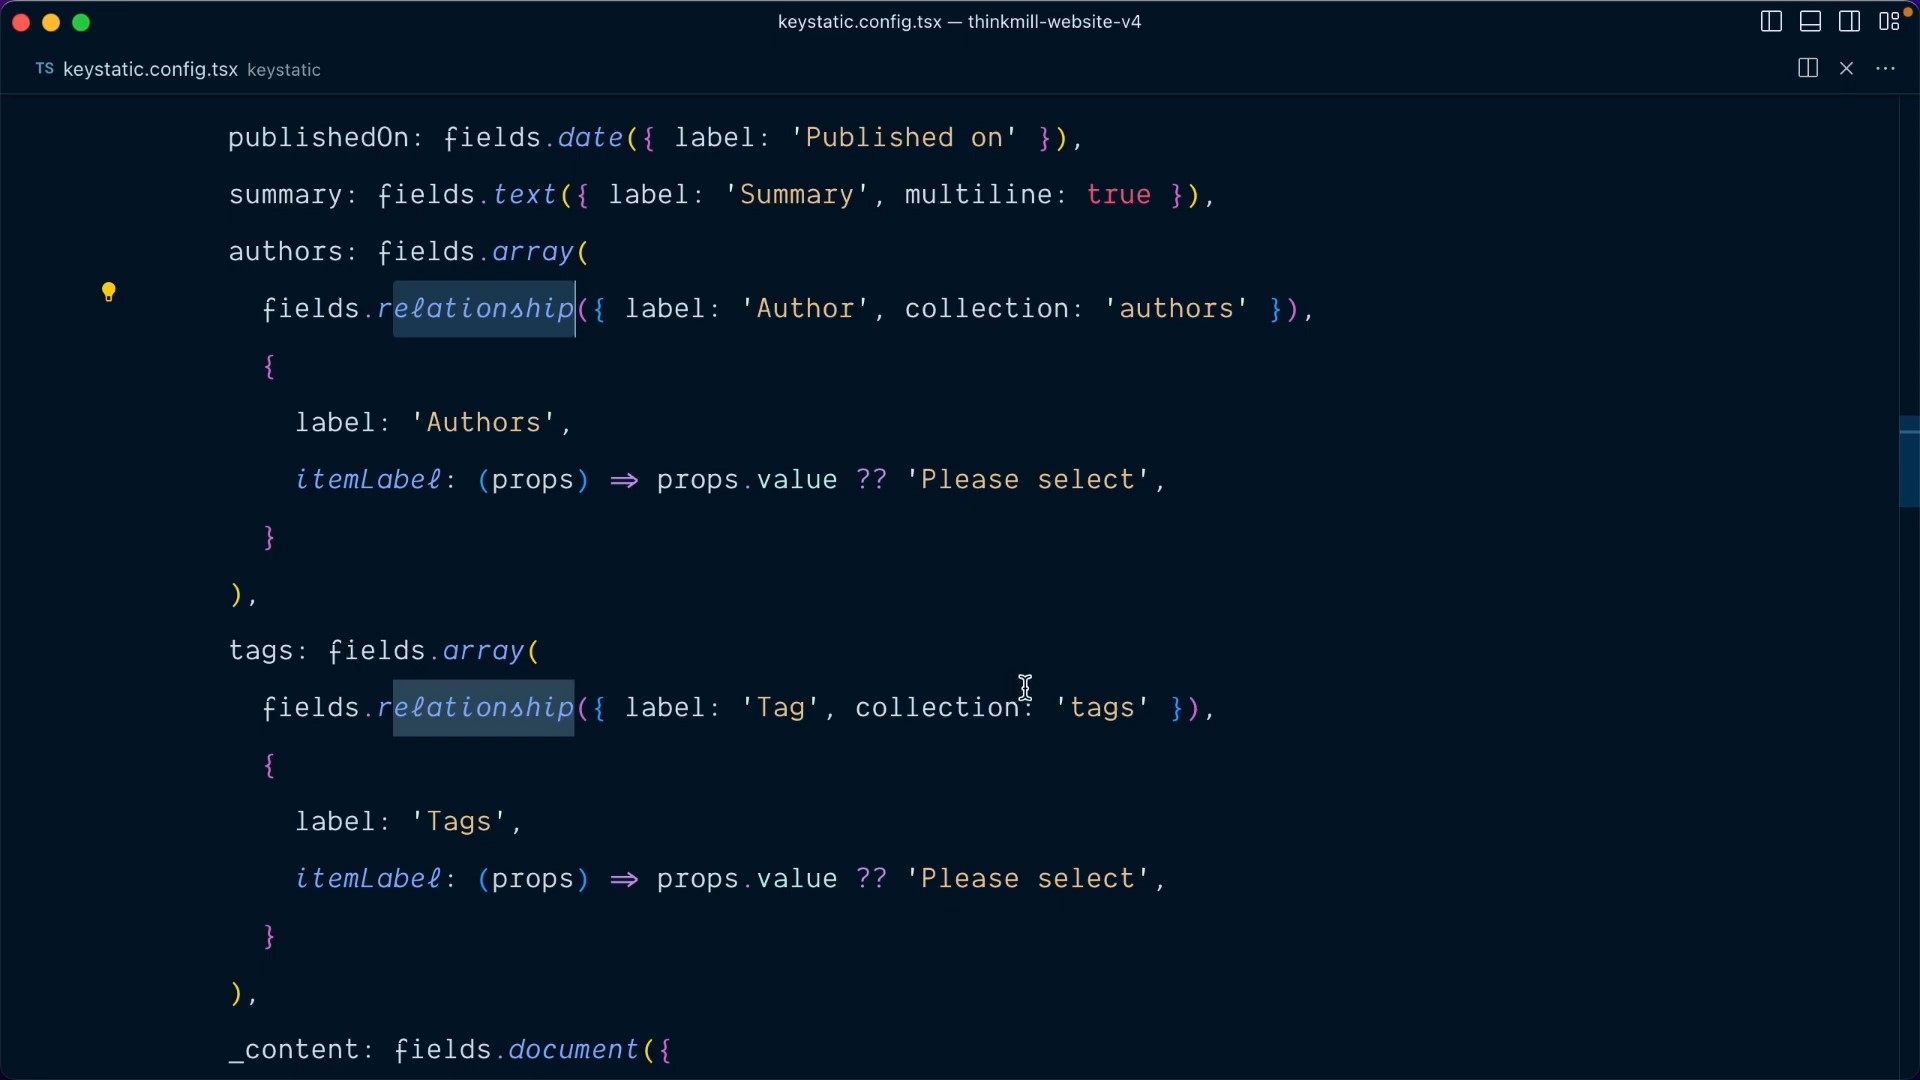 keystatic.config.tsx — thinkmill-website-v4
TS keystatic.config.tsx keystatic
publishedOn: fields.date({ label: 'Published on' }),
summary: fields.text({ label: 'Summary', multiline: true }),
authors: fields.array(
fields.relationship({ label: 'Author', collection: 'authors' }),
{
label: 'Authors',
itemLabel: (props) => props.value ?? 'Please select',
}
),
tags: fields.array(
fields.relationship({ label: 'Tag', collection: 'tags' }),
{
label: 'Tags',
itemLabel: (props) => props.value ?? 'Please select',
}
),
_content: fields.document({